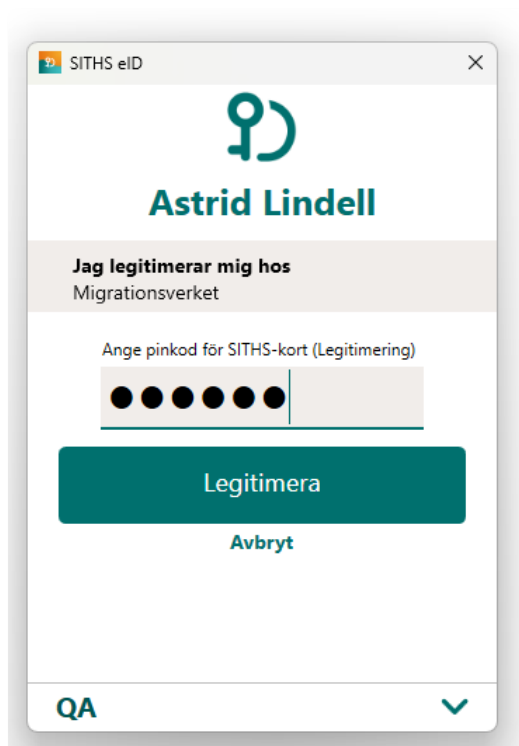 SITHS eID
Astrid Lindell
Jag legitimerar mig hos
Migrationsverket
Ange pinkod för SITHS-kort (Legitimering)
●●●●●●
Legitimera
Avbryt
QA